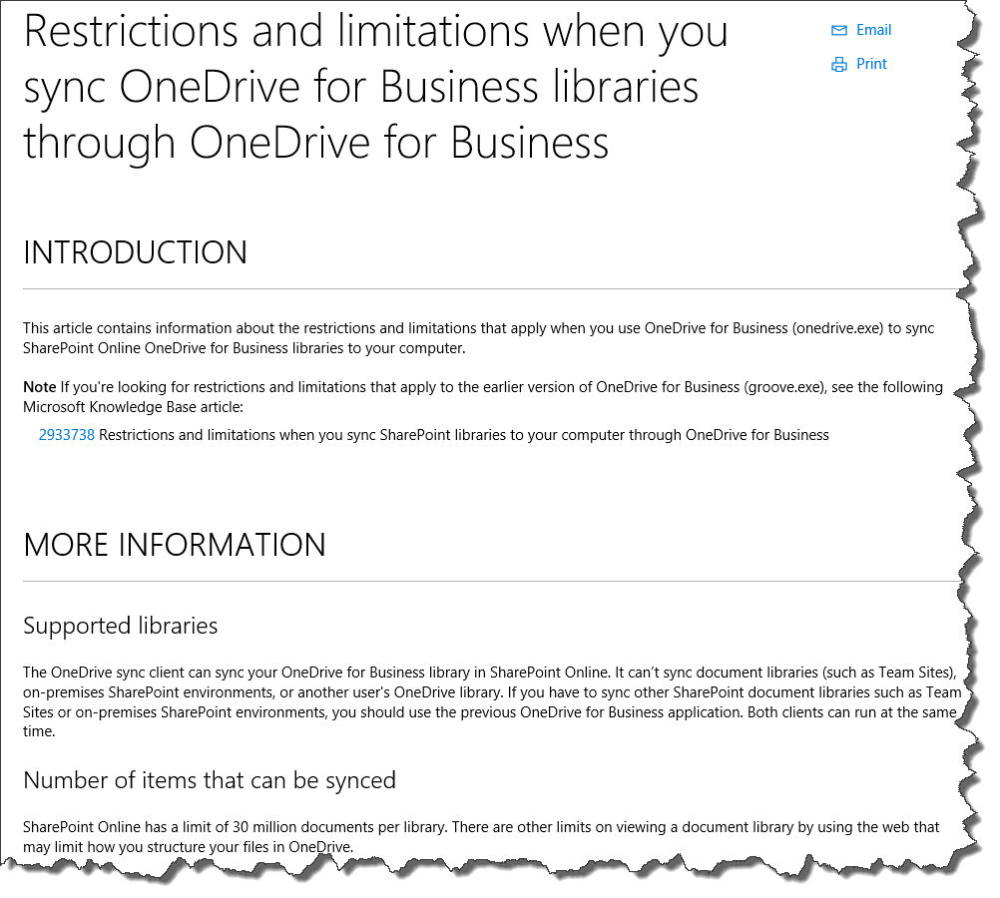 Restrictions and limitations when you
sync OneDrive for Business libraries
through OneDrive for Business
Email
Print
INTRODUCTION
This article contains information about the restrictions and limitations that apply when you use OneDrive for Business (onedrive.exe) to sync
SharePoint Online OneDrive for Business libraries to your computer.
Note If you're looking for restrictions and limitations that apply to the earlier version of OneDrive for Business (groove.exe), see the following
Microsoft Knowledge Base article:
2933738 Restrictions and limitations when you sync SharePoint libraries to your computer through OneDrive for Business
MORE INFORMATION
Supported libraries
The OneDrive sync client can sync your OneDrive for Business library in SharePoint Online. It can’t sync document libraries (such as Team Sites),
on-premises SharePoint environments, or another user's OneDrive library. If you have to sync other SharePoint document libraries such as Team
Sites or on-premises SharePoint environments, you should use the previous OneDrive for Business application. Both clients can run at the same
time.
Number of items that can be synced
SharePoint Online has a limit of 30 million documents per library. There are other limits on viewing a document library by using the web that
may limit how you structure your files in OneDrive.